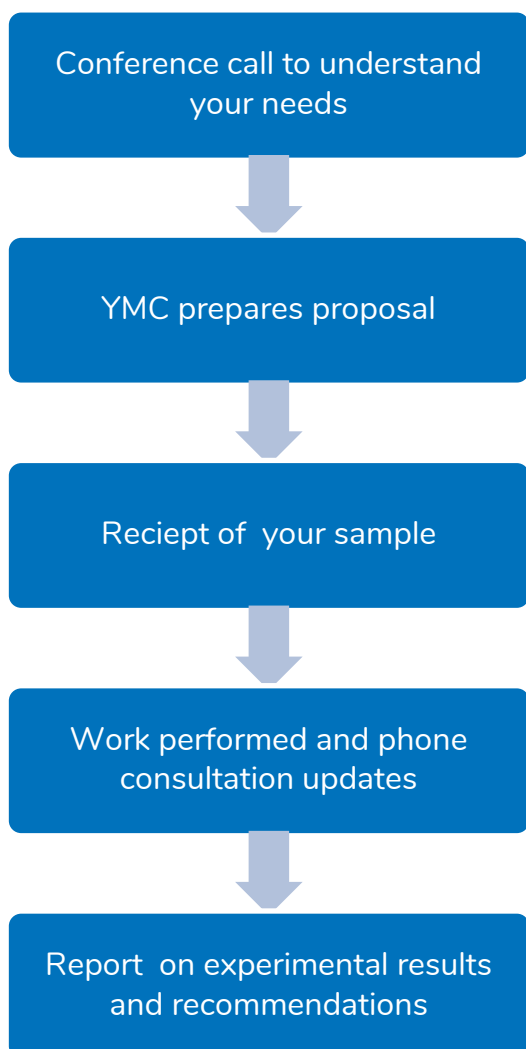 Conference call to understand
your needs
YMC prepares proposal
Reciept of  your sample
Work performed and phone
consultation updates
Report  on experimental results
and recommendations